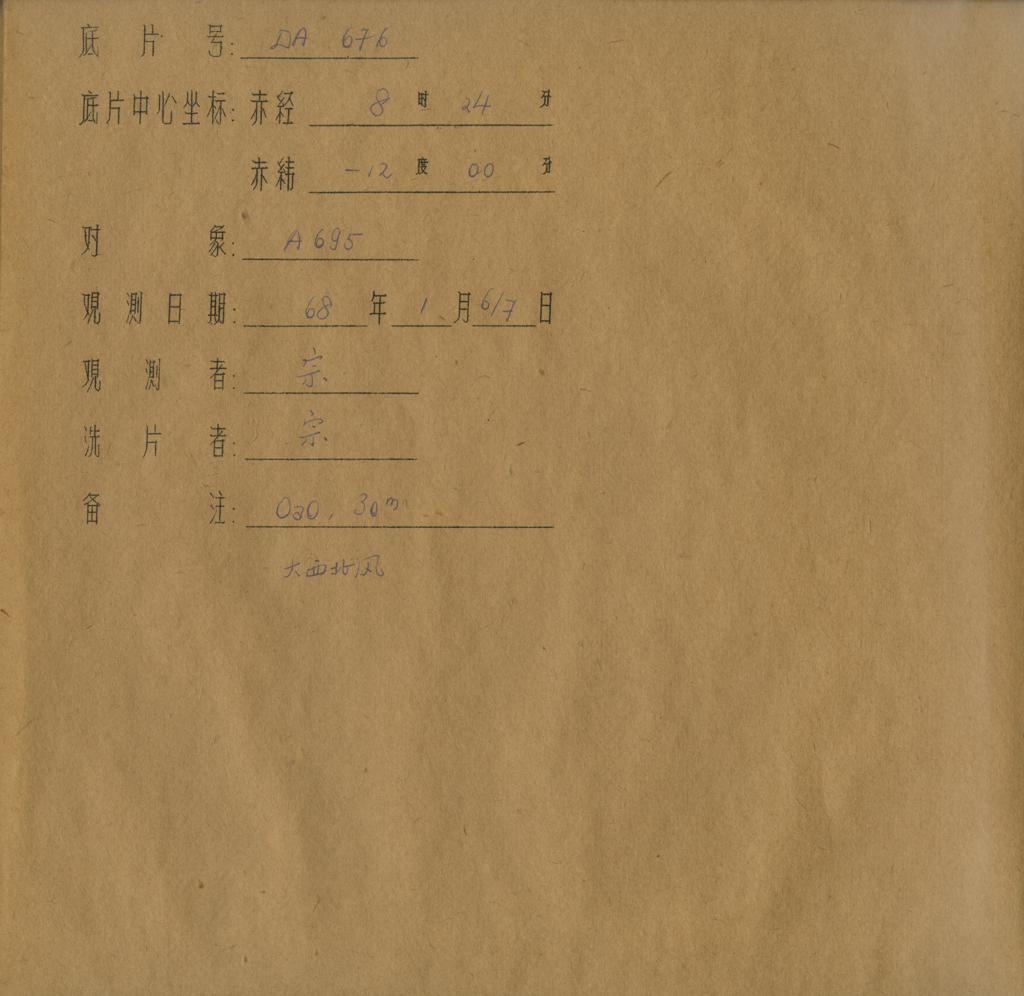 底片号: DA 676
底片中心坐标: 赤经 8 时 24 分
赤纬 -12 度 00 分
对象: A695
观测日期: 68 年 1 月 6/7 日
观测者: 宗
洗片者: 宗
备注: OaO, 30m
大西北风